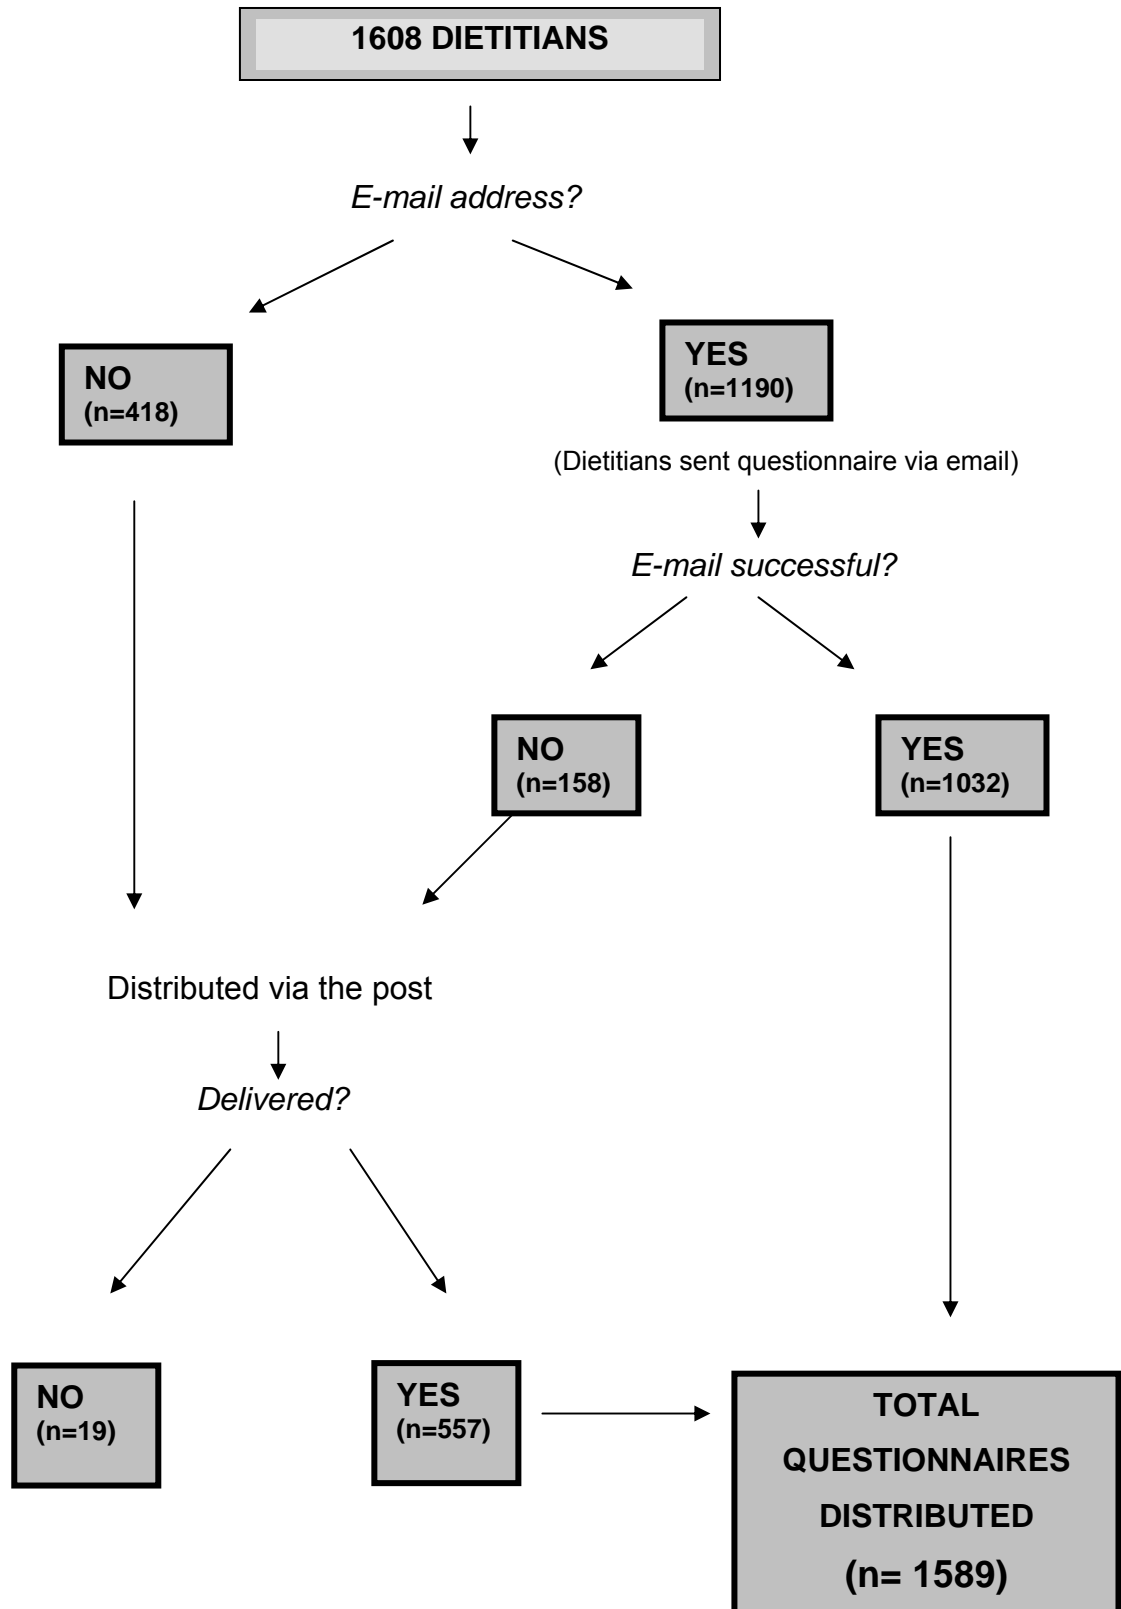 1608 DIETITIANS
E-mail address?
NO
(n=418)
YES
(n=1190)
(Dietitians sent questionnaire via email)
E-mail successful?
NO
(n=158)
YES
(n=1032)
Distributed via the post
Delivered?
NO
(n=19)
YES
(n=557)
TOTAL
QUESTIONNAIRES
DISTRIBUTED
(n= 1589)